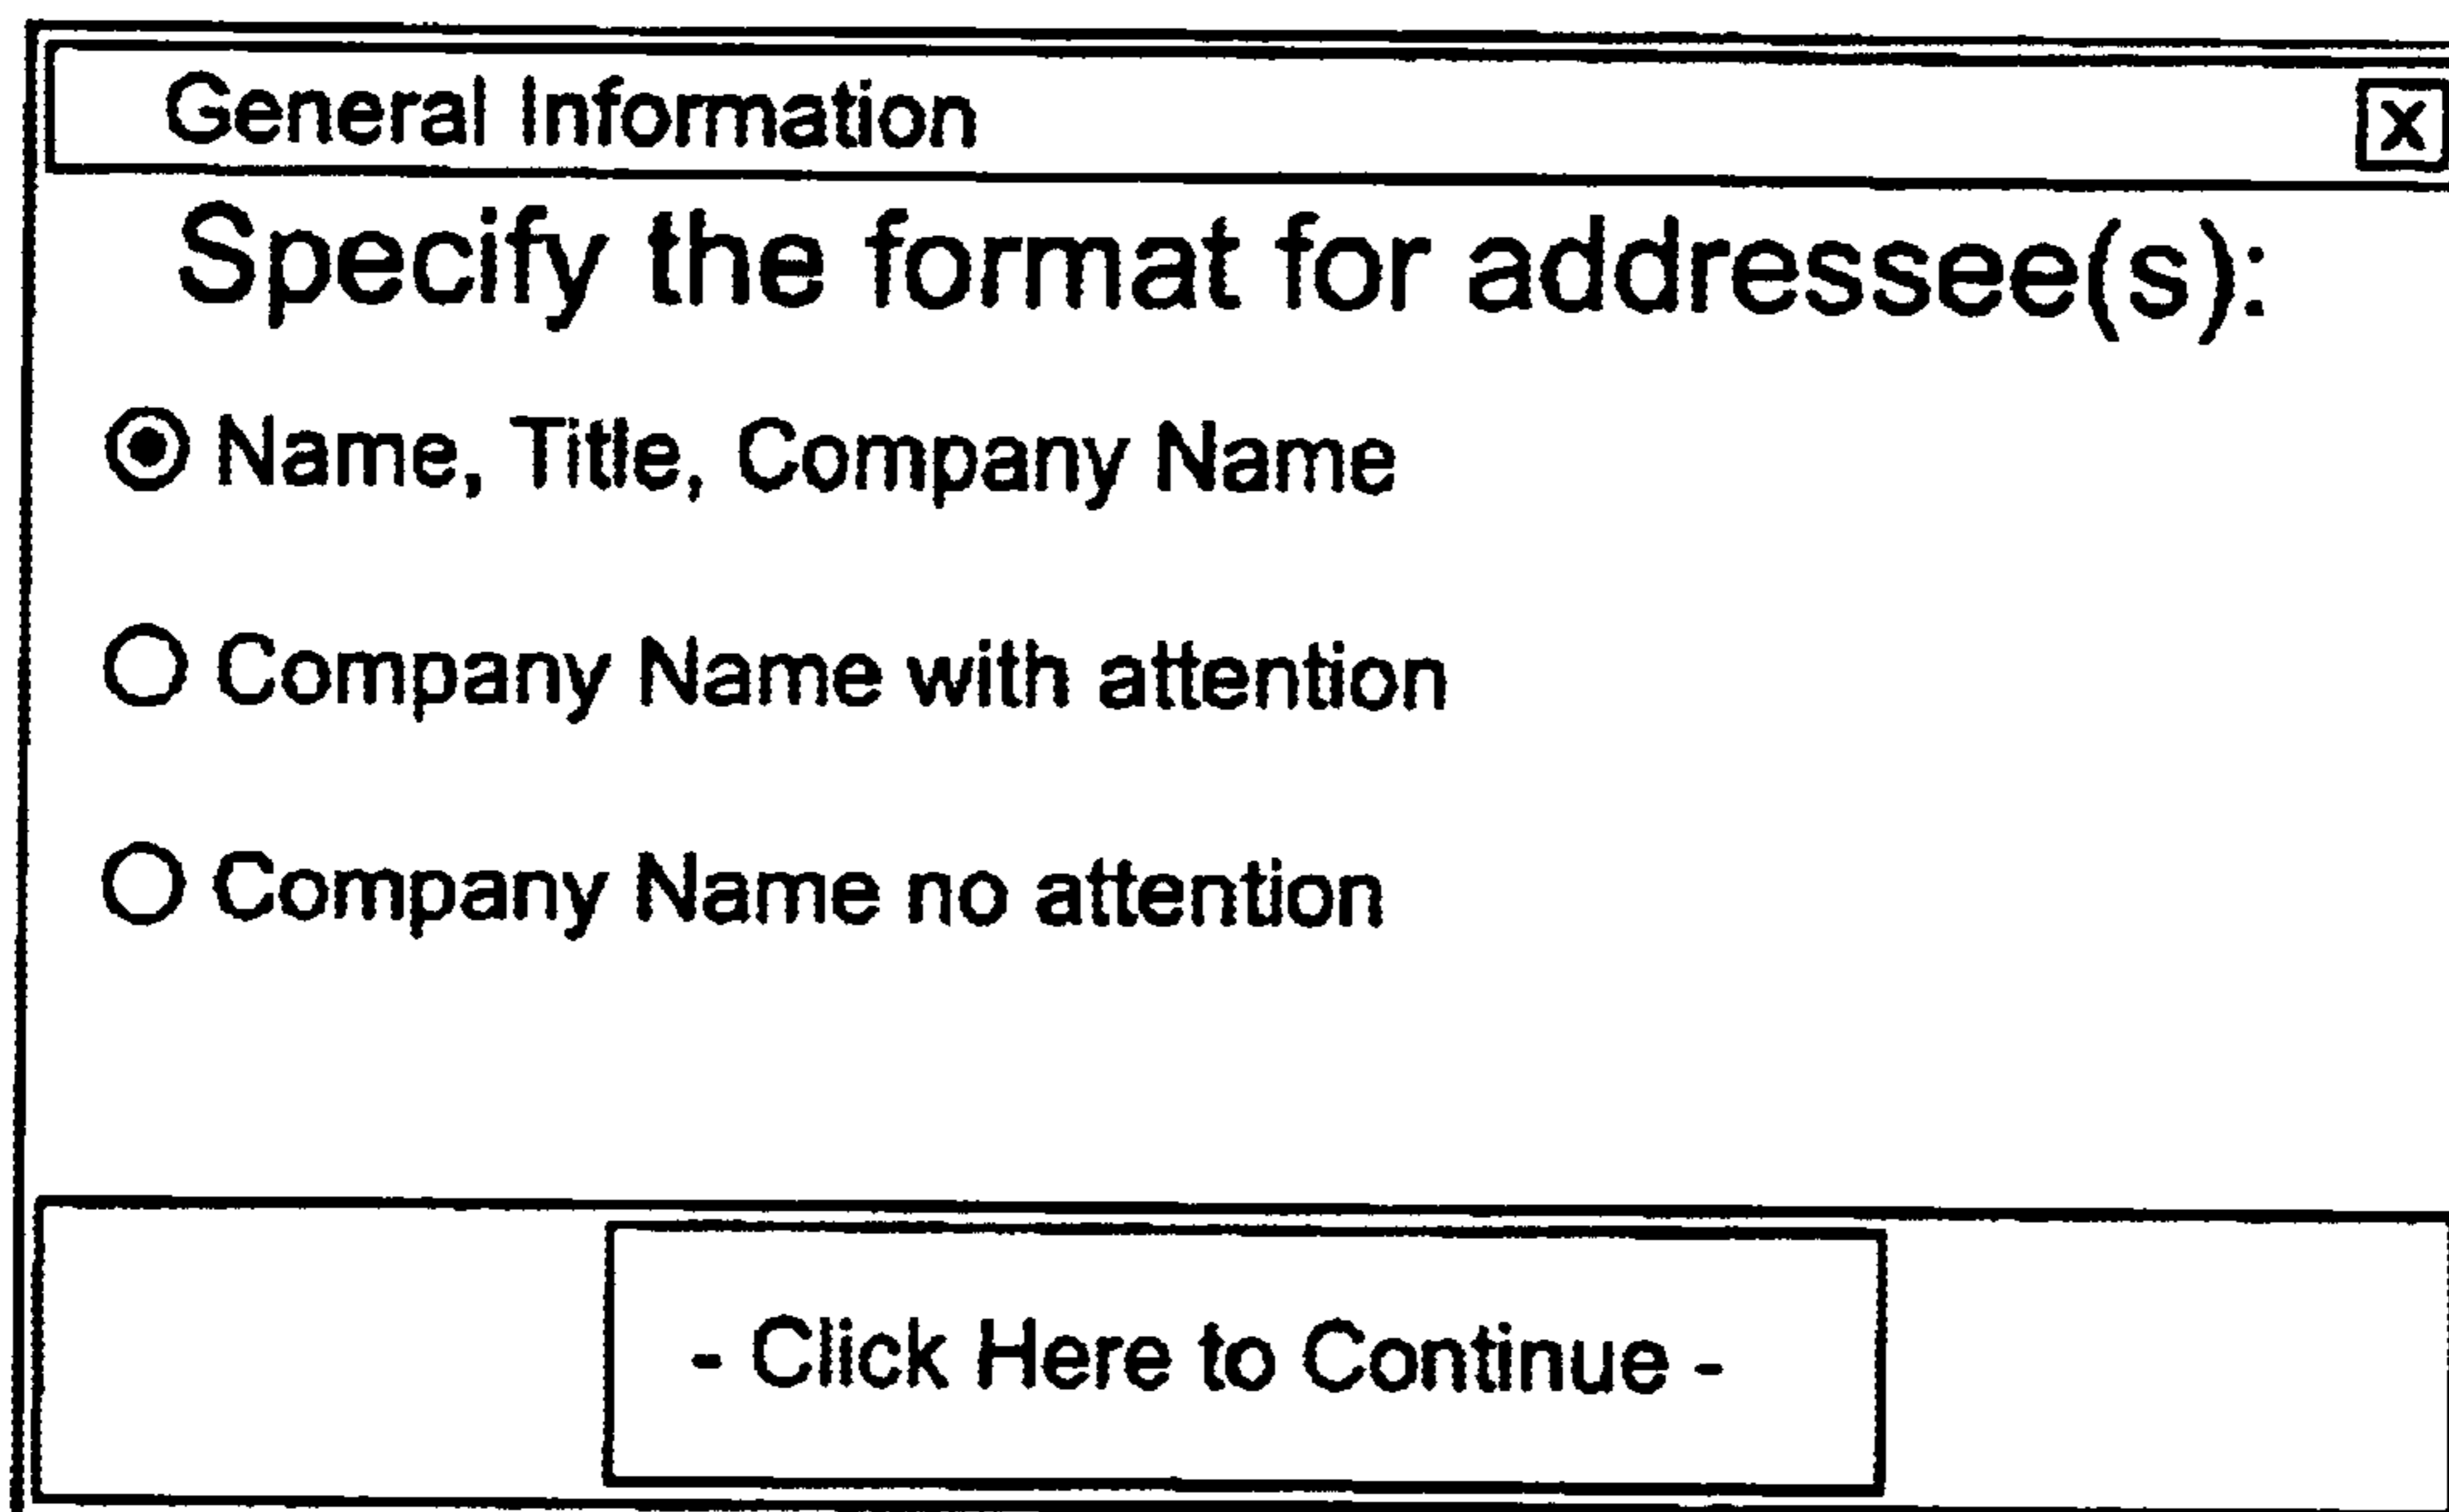 General Information
X
Specify the format for addressee(s):
Name, Title, Company Name
Company Name with attention
Company Name no attention
- Click Here to Continue -